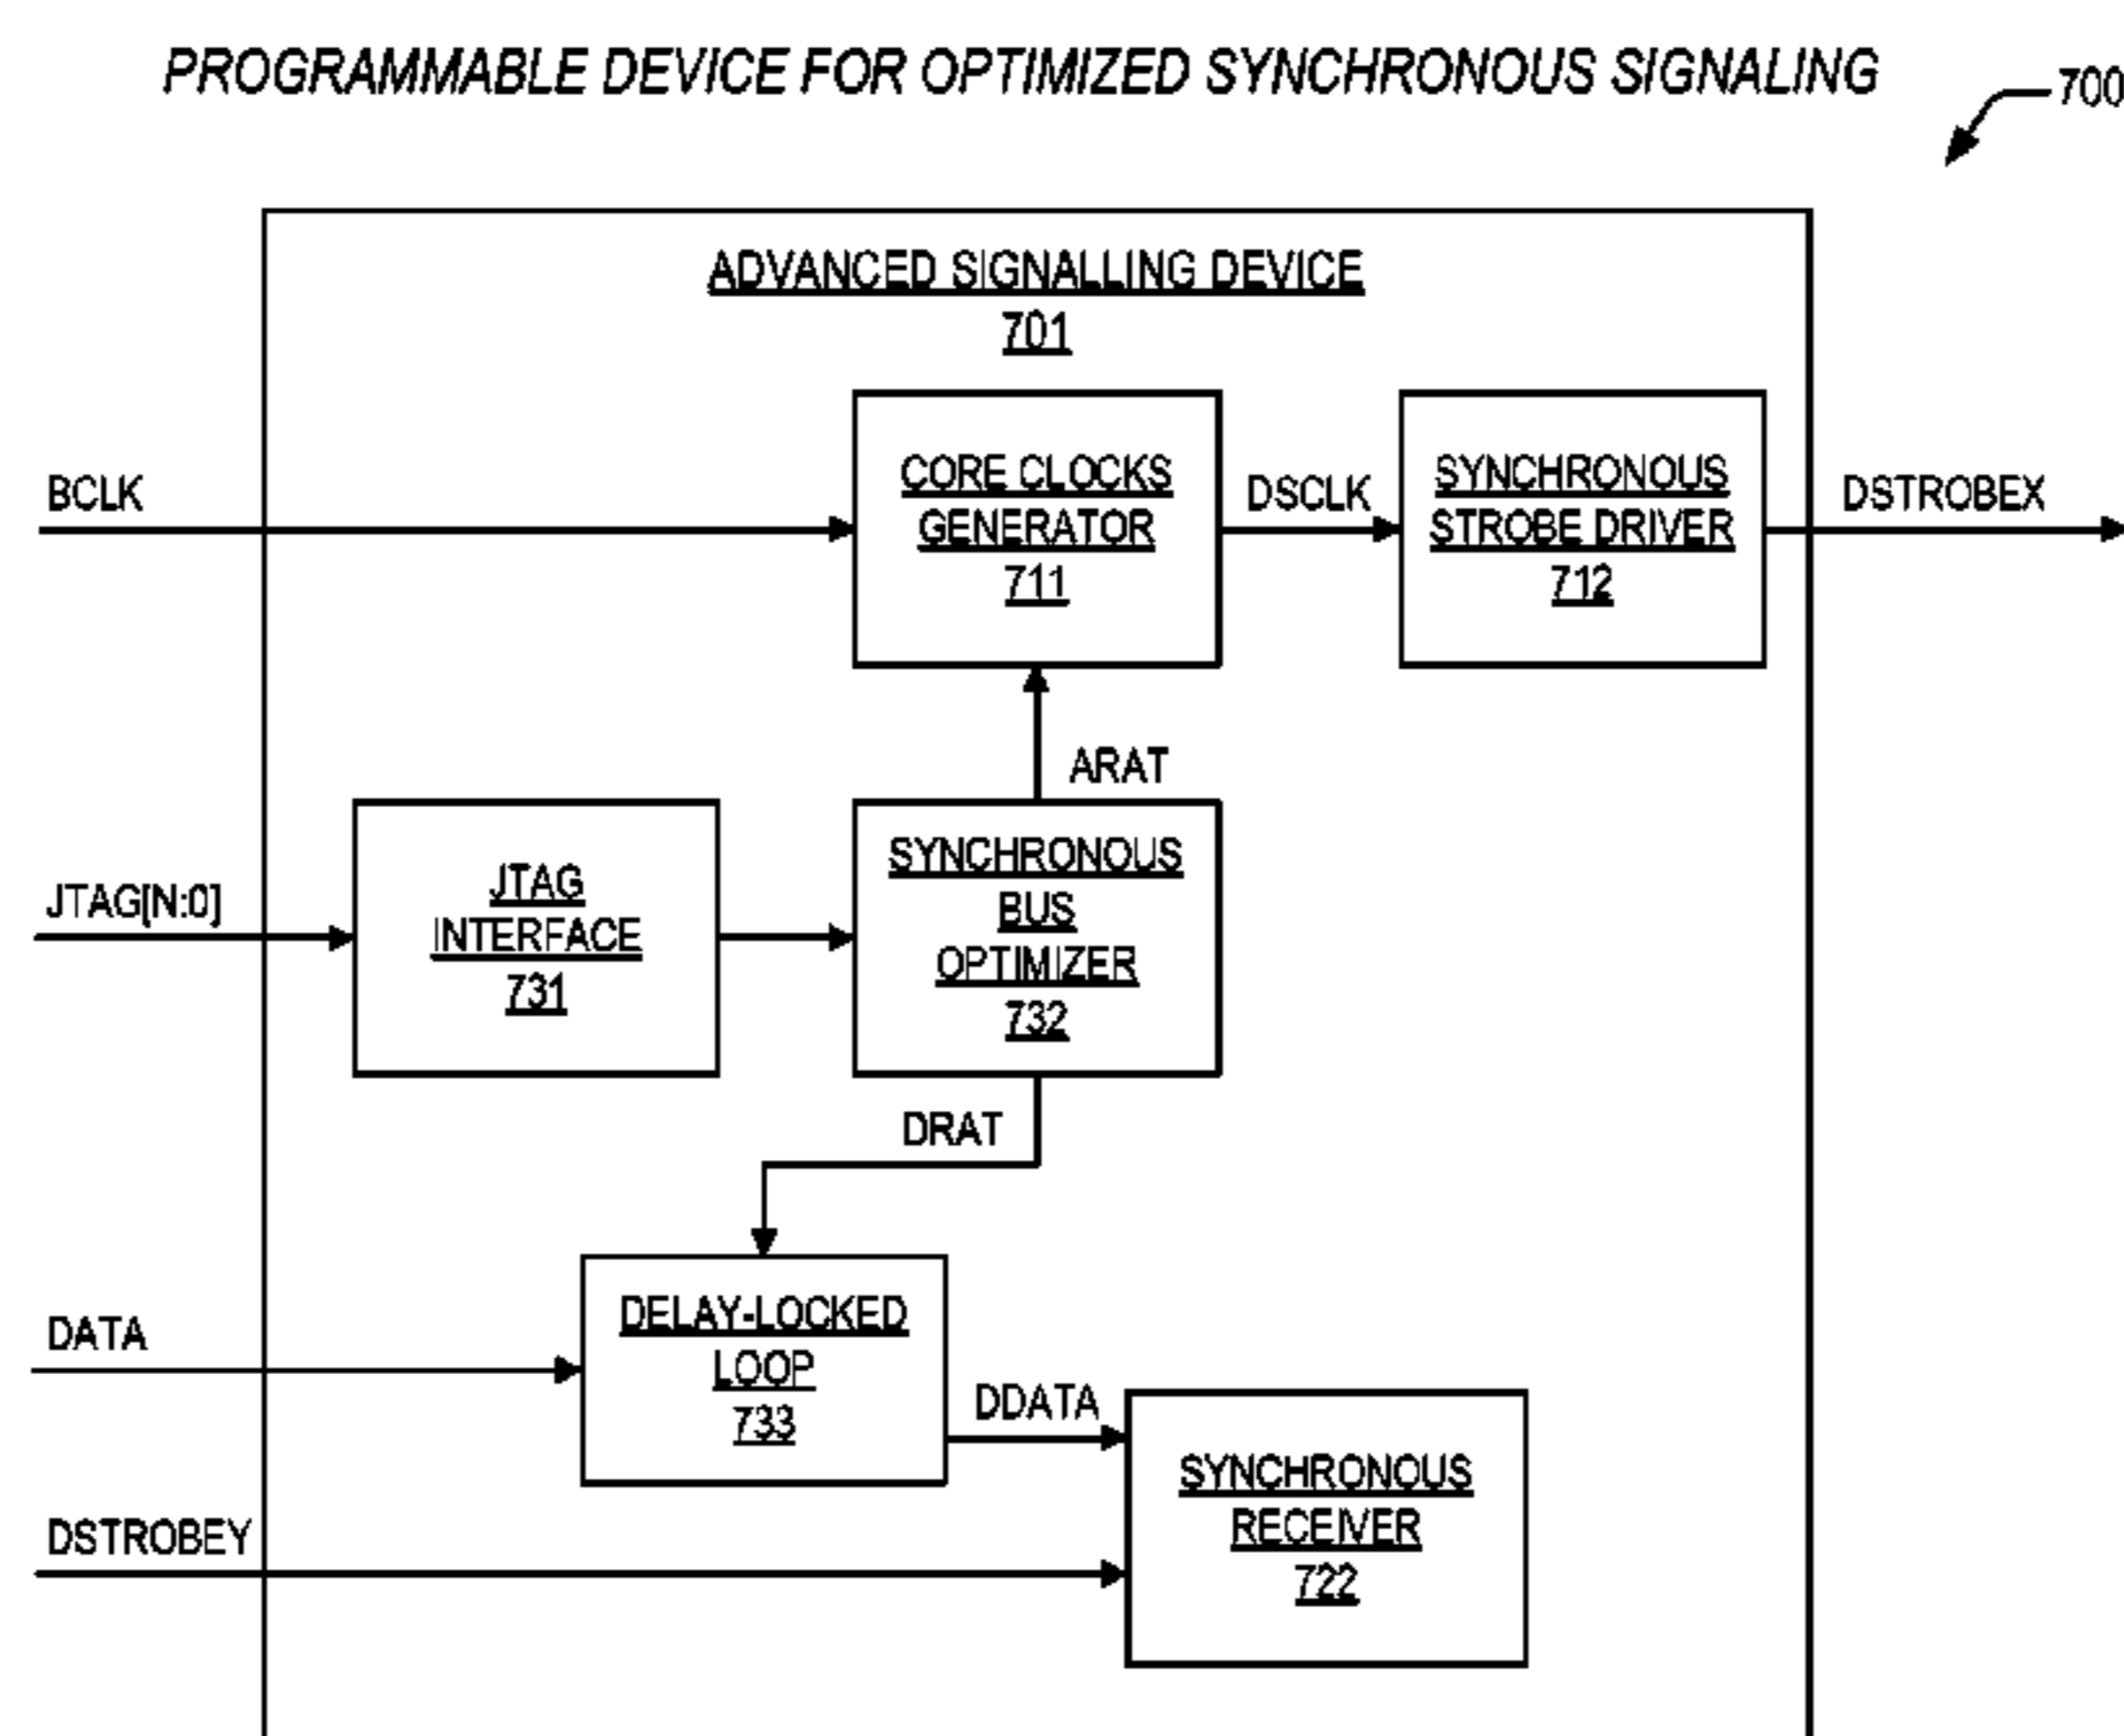 PROGRAMMABLE DEVICE FOR OPTIMIZED SYNCHRONOUS SIGNALING
700
ADVANCED SIGNALLING DEVICE
701
BCLK
CORE CLOCKS
GENERATOR
711
DSCLK
SYNCHRONOUS
STROBE DRIVER
712
DSTROBEX
ARAT
JTAG[N:0]
JTAG
INTERFACE
731
SYNCHRONOUS
BUS
OPTIMIZER
732
DRAT
DATA
DELAY-LOCKED
LOOP
733
DDATA
DSTROBEY
SYNCHRONOUS
RECEIVER
722